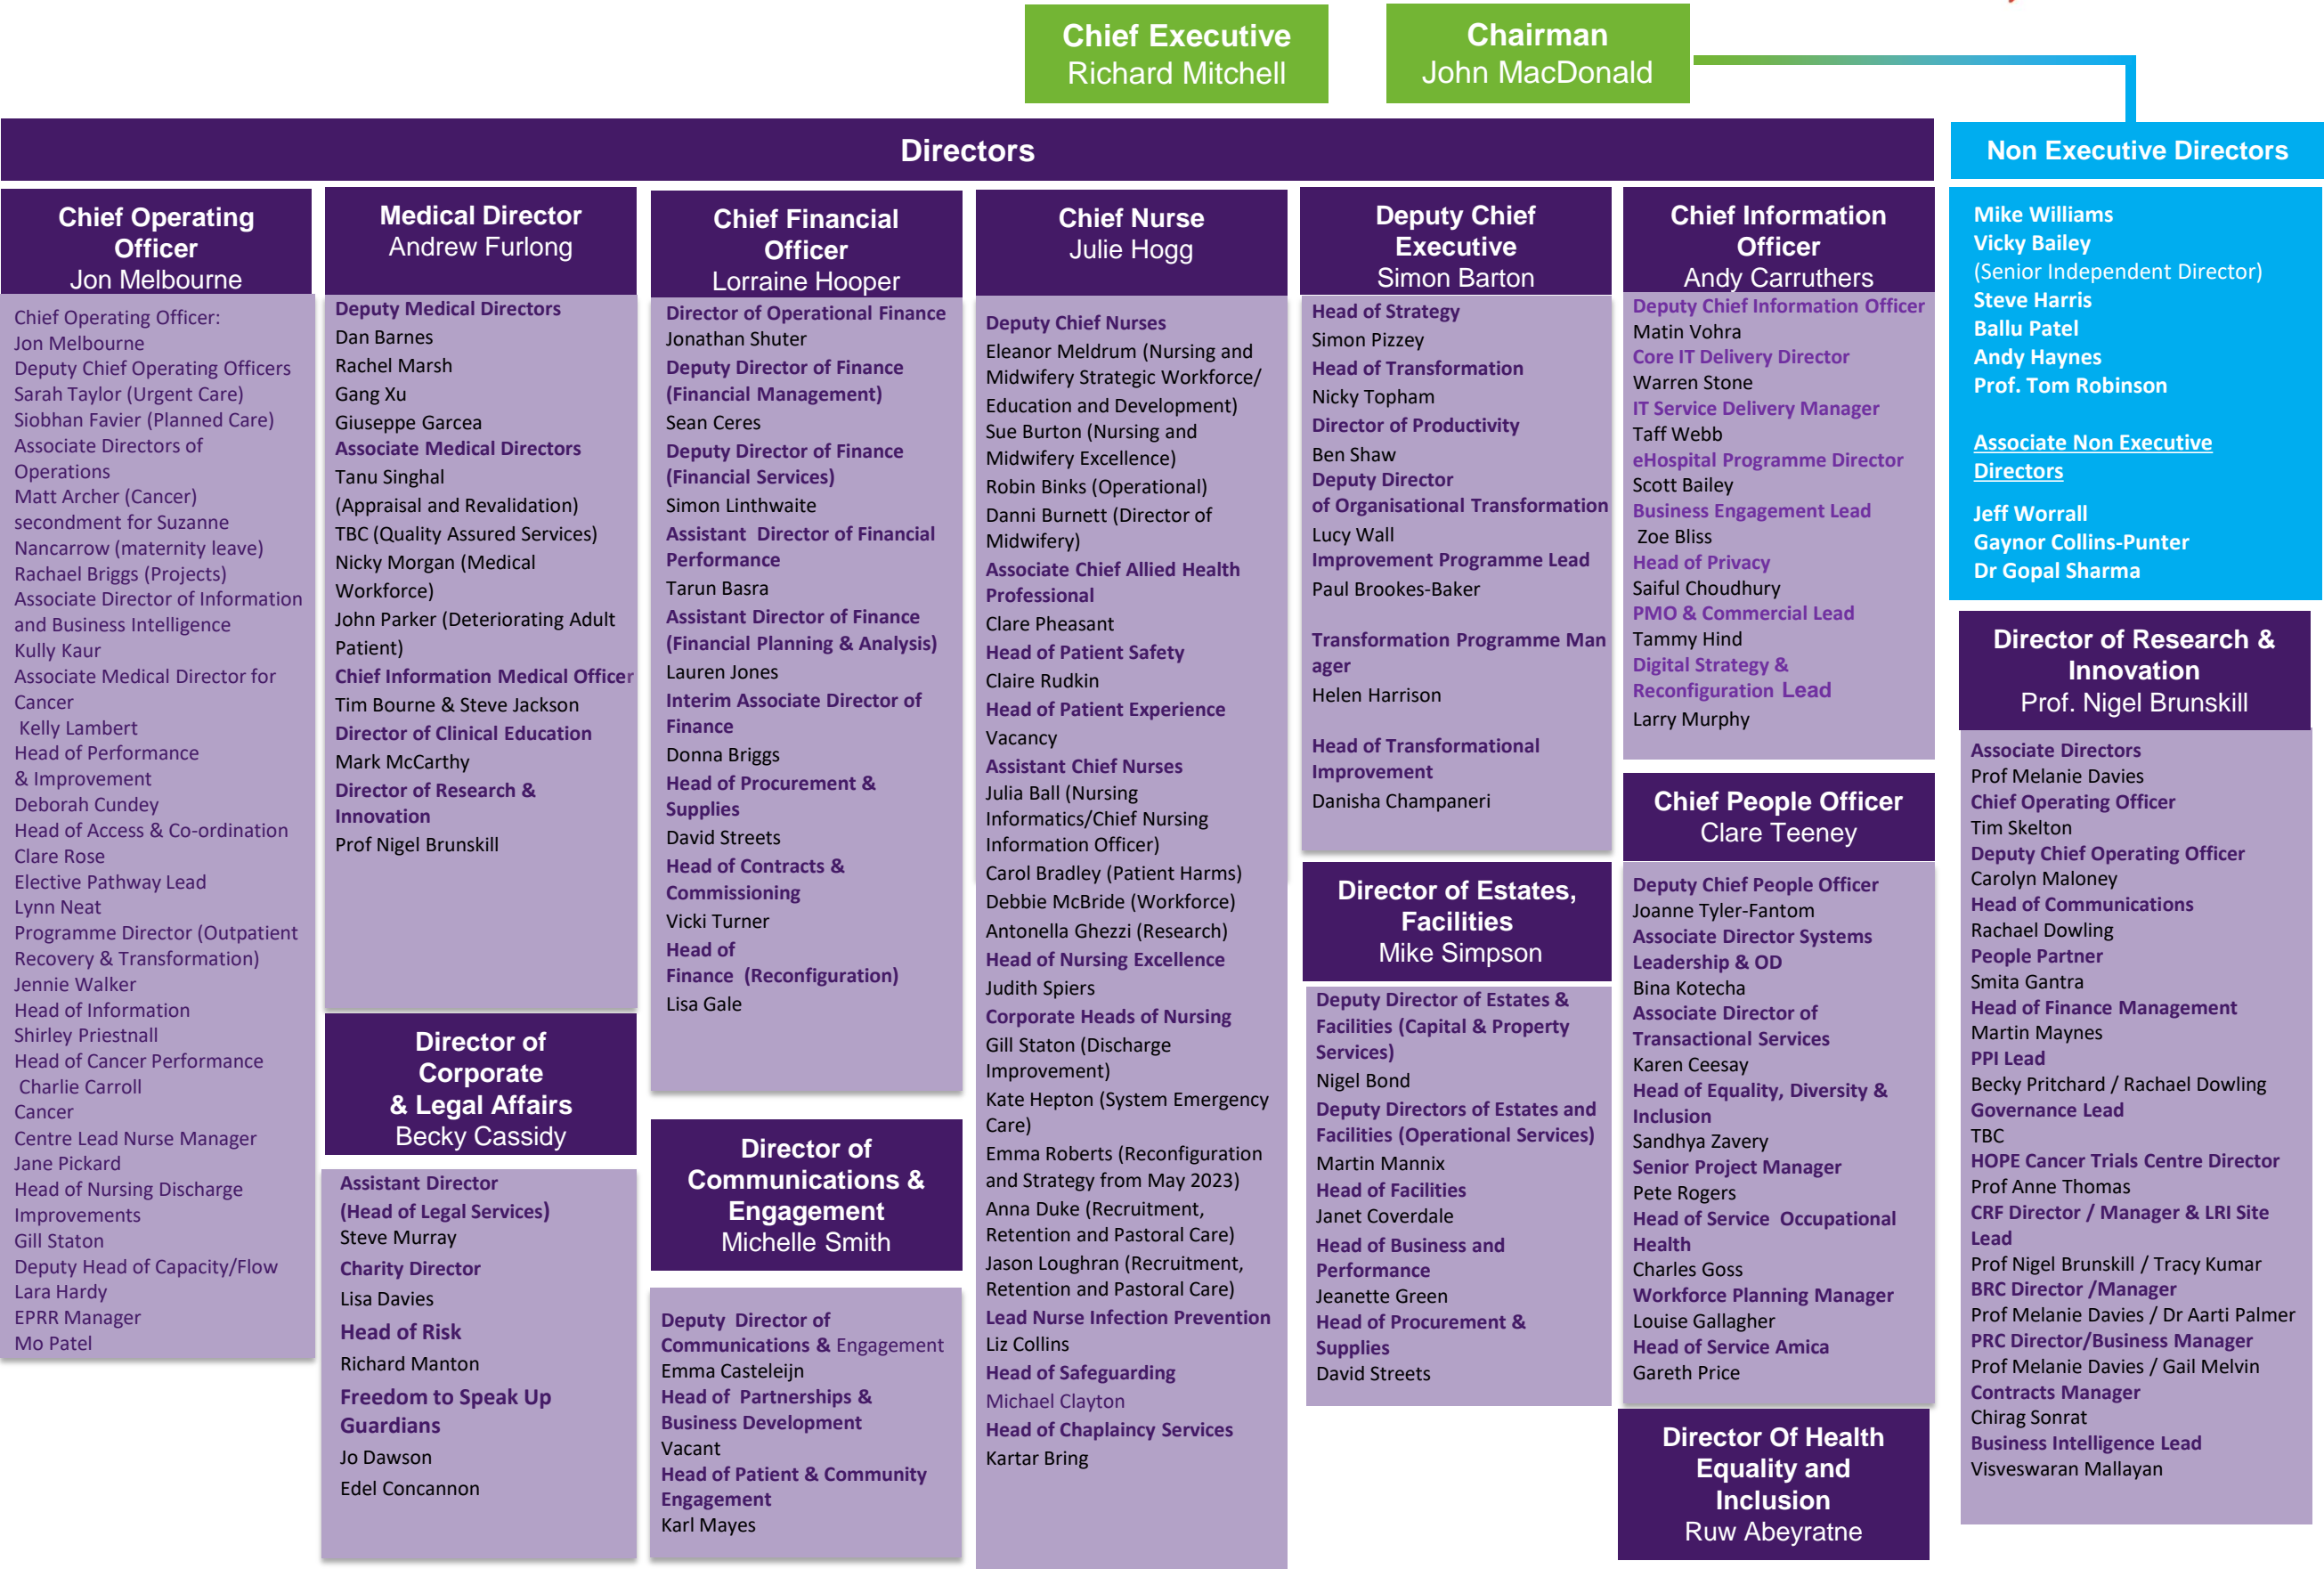 Chief Executive
Richard Mitchell
Chairman
John MacDonald
Directors
Non Executive Directors
Chief Operating
Officer
Jon Melbourne
Chief Operating Officer:
Jon Melbourne
Deputy Chief Operating Officers
Sarah Taylor (Urgent Care)
Siobhan Favier (Planned Care)
Associate Directors of
Operations
Matt Archer (Cancer)
secondment for Suzanne
Nancarrow (maternity leave)
Rachael Briggs (Projects)
Associate Director of Information
and Business Intelligence
Kully Kaur
Associate Medical Director for
Cancer
Kelly Lambert
Head of Performance
& Improvement
Deborah Cundey
Head of Access & Co-ordination
Clare Rose
Elective Pathway Lead
Lynn Neat
Programme Director (Outpatient
Recovery & Transformation)
Jennie Walker
Head of Information
Shirley Priestnall
Head of Cancer Performance
Charlie Carroll
Cancer
Centre Lead Nurse Manager
Jane Pickard
Head of Nursing Discharge
Improvements
Gill Staton
Deputy Head of Capacity/Flow
Lara Hardy
EPRR Manager
Mo Patel
Medical Director
Andrew Furlong
Deputy Medical Directors
Dan Barnes
Rachel Marsh
Gang Xu
Giuseppe Garcea
Associate Medical Directors
Tanu Singhal
(Appraisal and Revalidation)
TBC (Quality Assured Services)
Nicky Morgan (Medical
Workforce)
John Parker (Deteriorating Adult
Patient)
Chief Information Medical Officer
Tim Bourne & Steve Jackson
Director of Clinical Education
Mark McCarthy
Director of Research &
Innovation
Prof Nigel Brunskill
Director of
Corporate
& Legal Affairs
Becky Cassidy
Assistant Director
(Head of Legal Services)
Steve Murray
Charity Director
Lisa Davies
Head of Risk
Richard Manton
Freedom to Speak Up
Guardians
Jo Dawson
Edel Concannon
Chief Financial
Officer
Lorraine Hooper
Director of Operational Finance
Jonathan Shuter
Deputy Director of Finance
(Financial Management)
Sean Ceres
Deputy Director of Finance
(Financial Services)
Simon Linthwaite
Assistant Director of Financial
Performance
Tarun Basra
Assistant Director of Finance
(Financial Planning & Analysis)
Lauren Jones
Interim Associate Director of
Finance
Donna Briggs
Head of Procurement &
Supplies
David Streets
Head of Contracts &
Commissioning
Vicki Turner
Head of
Finance (Reconfiguration)
Lisa Gale
Director of
Communications &
Engagement
Michelle Smith
Deputy Director of
Communications & Engagement
Emma Casteleijn
Head of Partnerships &
Business Development
Vacant
Head of Patient & Community
Engagement
Karl Mayes
Chief Nurse
Julie Hogg
Deputy Chief Nurses
Eleanor Meldrum (Nursing and
Midwifery Strategic Workforce/
Education and Development)
Sue Burton (Nursing and
Midwifery Excellence)
Robin Binks (Operational)
Danni Burnett (Director of
Midwifery)
Associate Chief Allied Health
Professional
Clare Pheasant
Head of Patient Safety
Claire Rudkin
Head of Patient Experience
Vacancy
Assistant Chief Nurses
Julia Ball (Nursing
Informatics/Chief Nursing
Information Officer)
Carol Bradley (Patient Harms)
Debbie McBride (Workforce)
Antonella Ghezzi (Research)
Head of Nursing Excellence
Judith Spiers
Corporate Heads of Nursing
Gill Staton (Discharge
Improvement)
Kate Hepton (System Emergency
Care)
Emma Roberts (Reconfiguration
and Strategy from May 2023)
Anna Duke (Recruitment,
Retention and Pastoral Care)
Jason Loughran (Recruitment,
Retention and Pastoral Care)
Lead Nurse Infection Prevention
Liz Collins
Head of Safeguarding
Michael Clayton
Head of Chaplaincy Services
Kartar Bring
Deputy Chief
Executive
Simon Barton
Head of Strategy
Simon Pizzey
Head of Transformation
Nicky Topham
Director of Productivity
Ben Shaw
Deputy Director
of Organisational Transformation
Lucy Wall
Improvement Programme Lead
Paul Brookes-Baker
Transformation Programme Man
ager
Helen Harrison
Head of Transformational
Improvement
Danisha Champaneri
Director of Estates,
Facilities
Mike Simpson
Deputy Director of Estates &
Facilities (Capital & Property
Services)
Nigel Bond
Deputy Directors of Estates and
Facilities (Operational Services)
Martin Mannix
Head of Facilities
Janet Coverdale
Head of Business and
Performance
Jeanette Green
Head of Procurement &
Supplies
David Streets
Chief Information
Officer
Andy Carruthers
Deputy Chief Information Officer
Matin Vohra
Core IT Delivery Director
Warren Stone
IT Service Delivery Manager
Taff Webb
eHospital Programme Director
Scott Bailey
Business Engagement Lead
Zoe Bliss
Head of Privacy
Saiful Choudhury
PMO & Commercial Lead
Tammy Hind
Digital Strategy &
Reconfiguration Lead
Larry Murphy
Chief People Officer
Clare Teeney
Deputy Chief People Officer
Joanne Tyler-Fantom
Associate Director Systems
Leadership & OD
Bina Kotecha
Associate Director of
Transactional Services
Karen Ceesay
Head of Equality, Diversity &
Inclusion
Sandhya Zavery
Senior Project Manager
Pete Rogers
Head of Service Occupational
Health
Charles Goss
Workforce Planning Manager
Louise Gallagher
Head of Service Amica
Gareth Price
Director Of Health
Equality and
Inclusion
Ruw Abeyratne
Mike Williams
Vicky Bailey
(Senior Independent Director)
Steve Harris
Ballu Patel
Andy Haynes
Prof. Tom Robinson
Associate Non Executive
Directors
Jeff Worrall
Gaynor Collins-Punter
Dr Gopal Sharma
Director of Research &
Innovation
Prof. Nigel Brunskill
Associate Directors
Prof Melanie Davies
Chief Operating Officer
Tim Skelton
Deputy Chief Operating Officer
Carolyn Maloney
Head of Communications
Rachael Dowling
People Partner
Smita Gantra
Head of Finance Management
Martin Maynes
PPI Lead
Becky Pritchard / Rachael Dowling
Governance Lead
TBC
HOPE Cancer Trials Centre Director
Prof Anne Thomas
CRF Director / Manager & LRI Site
Lead
Prof Nigel Brunskill / Tracy Kumar
BRC Director /Manager
Prof Melanie Davies / Dr Aarti Palmer
PRC Director/Business Manager
Prof Melanie Davies / Gail Melvin
Contracts Manager
Chirag Sonrat
Business Intelligence Lead
Visveswaran Mallayan